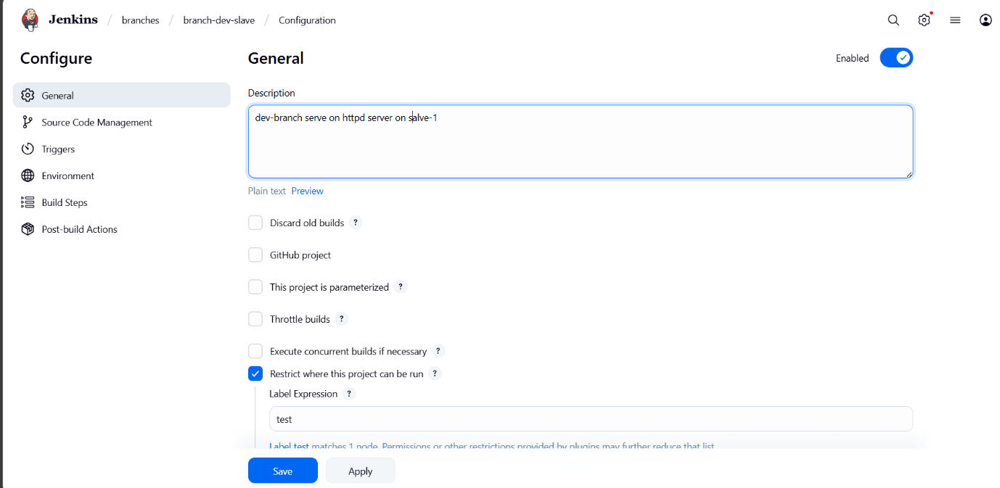 Jenkins / branches / branch-dev-slave / Configuration
Configure
General
Source Code Management
Triggers
Environment
Build Steps
Post-build Actions
General
Enabled
Description
dev-branch serve on httpd server on salve-1
Plain text Preview
Discard old builds ?
GitHub project
This project is parameterized ?
Throttle builds ?
Execute concurrent builds if necessary ?
Restrict where this project can be run ?
Label Expression ?
test
Label test matches 1 node. Permissions or other restrictions provided by plugins may further reduce that list.
Save Apply